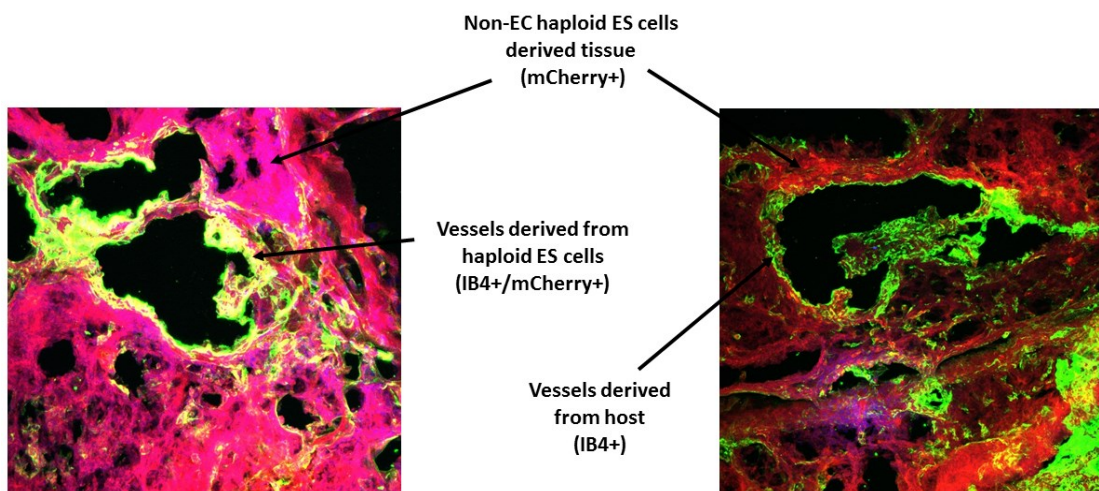 Non-EC haploid ES cells
derived tissue
(mCherry+)
Vessels derived from
haploid ES cells
(IB4+/mCherry+)
Vessels derived
from host
(IB4+)